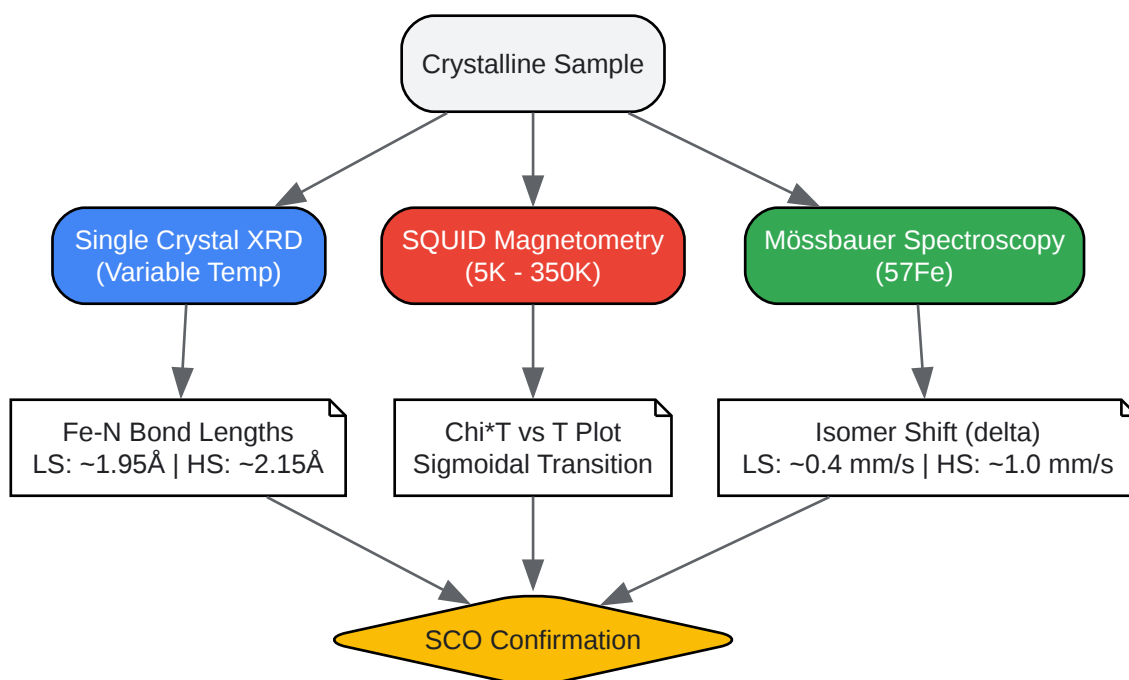 Crystalline Sample
Single Crystal XRD
(Variable Temp)
SQUID Magnetometry
(5K - 350K)
Mössbauer Spectroscopy
(57Fe)
Fe-N Bond Lengths
LS: ~1.95Å | HS: ~2.15Å
Chi*T vs T Plot
Sigmoidal Transition
Isomer Shift (delta)
LS: ~0.4 mm/s | HS: ~1.0 mm/s
SCO Confirmation